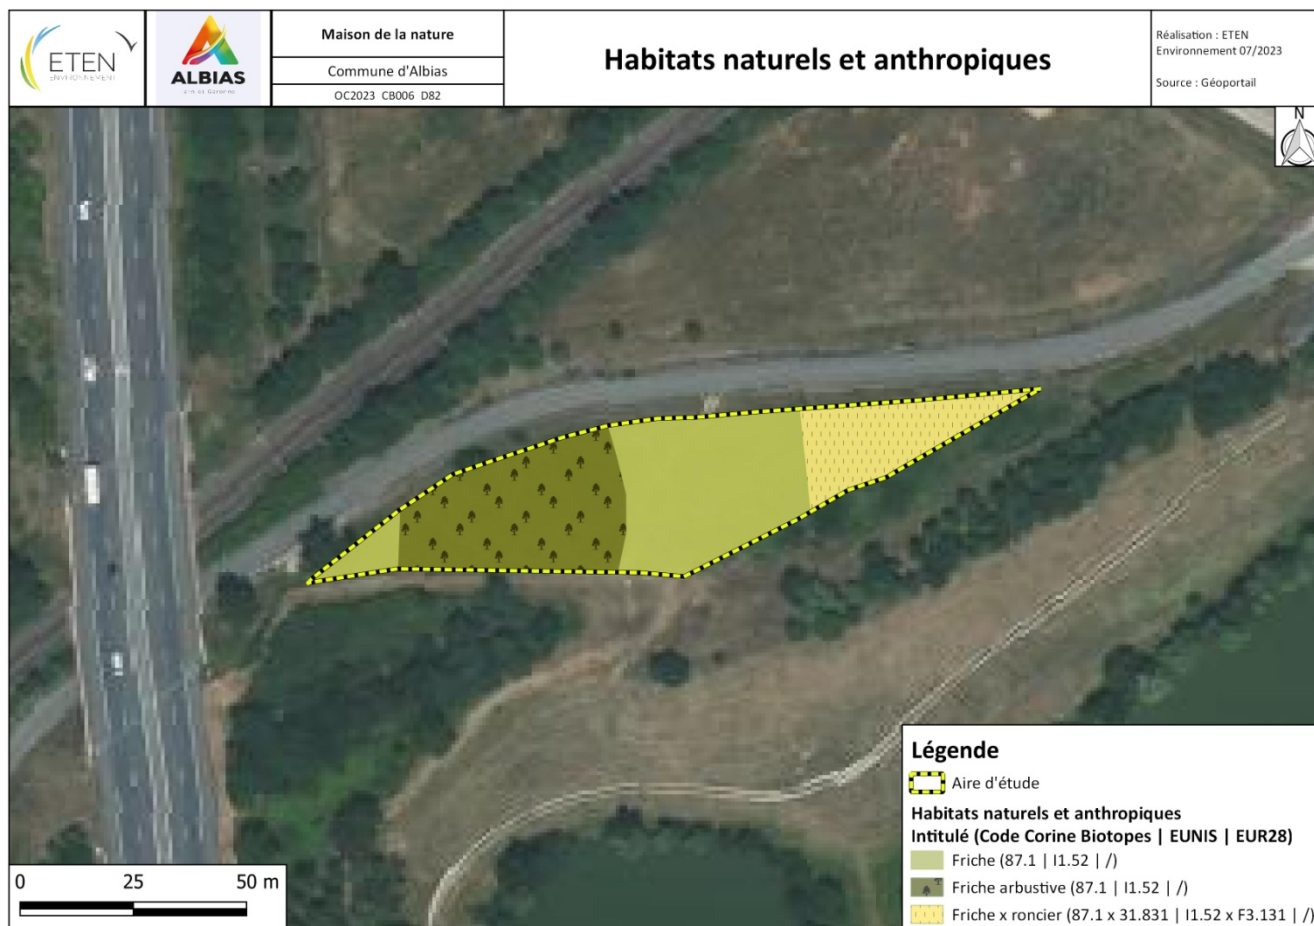 ETEN
ENVIRONNEMENT
ALBIAS
Maison de la nature
Commune d'Albias
OC2023 CB006 D82
Habitats naturels et anthropiques
Réalisation : ETEN
Environnement 07/2023
Source : Géoportail
N
Légende
Aire d'étude
Habitats naturels et anthropiques
Intitulé (Code Corine Biotopes | EUNIS | EUR28)
Friche (87.1 | I1.52 | /)
Friche arbustive (87.1 | I1.52 | /)
Friche x roncier (87.1 x 31.831 | I1.52 x F3.131 | /)
0 25 50 m